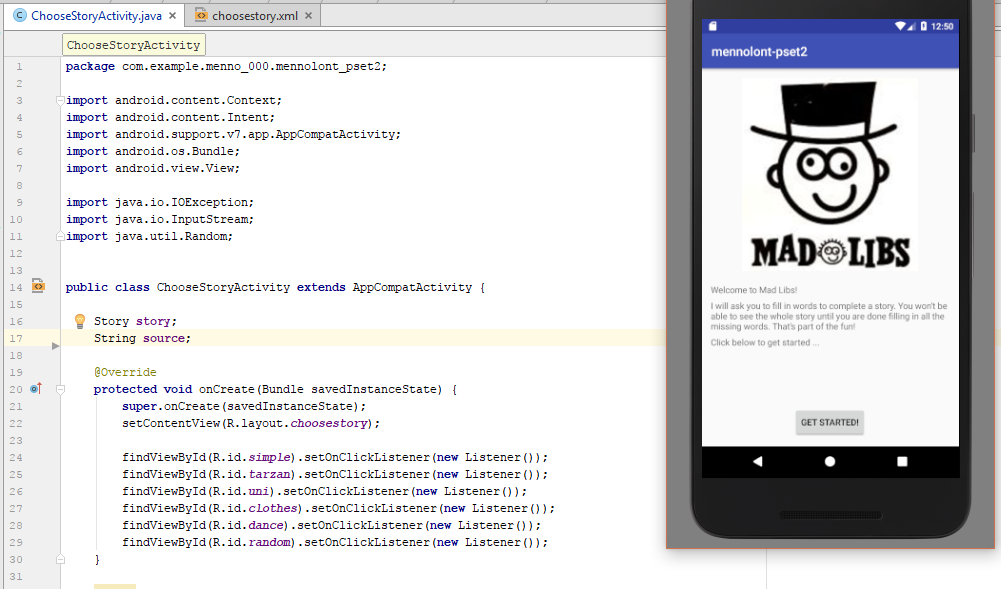 ChooseStoryActivity.java
choosestory.xml
ChooseStoryActivity
1 package com.example.menno_000.mennolont_pset2;
2
3 import android.content.Context;
4 import android.content.Intent;
5 import android.support.v7.app.AppCompatActivity;
6 import android.os.Bundle;
7 import android.view.View;
8
9 import java.io.IOException;
10 import java.io.InputStream;
11 import java.util.Random;
12
13
14 public class ChooseStoryActivity extends AppCompatActivity {
15
16 Story story;
17 String source;
18
19 @Override
20 protected void onCreate(Bundle savedInstanceState) {
21 super.onCreate(savedInstanceState);
22 setContentView(R.layout.choosestory);
23
24 findViewById(R.id.simple).setOnClickListener(new Listener());
25 findViewById(R.id.tarzan).setOnClickListener(new Listener());
26 findViewById(R.id.uni).setOnClickListener(new Listener());
27 findViewById(R.id.clothes).setOnClickListener(new Listener());
28 findViewById(R.id.dance).setOnClickListener(new Listener());
29 findViewById(R.id.random).setOnClickListener(new Listener());
30 }
31
12:50
mennolont-pset2
MAD LIBS
Welcome to Mad Libs!
I will ask you to fill in words to complete a story. You won't be
able to see the whole story until you are done filling in all the
missing words. That's part of the fun!
Click below to get started ...
GET STARTED!